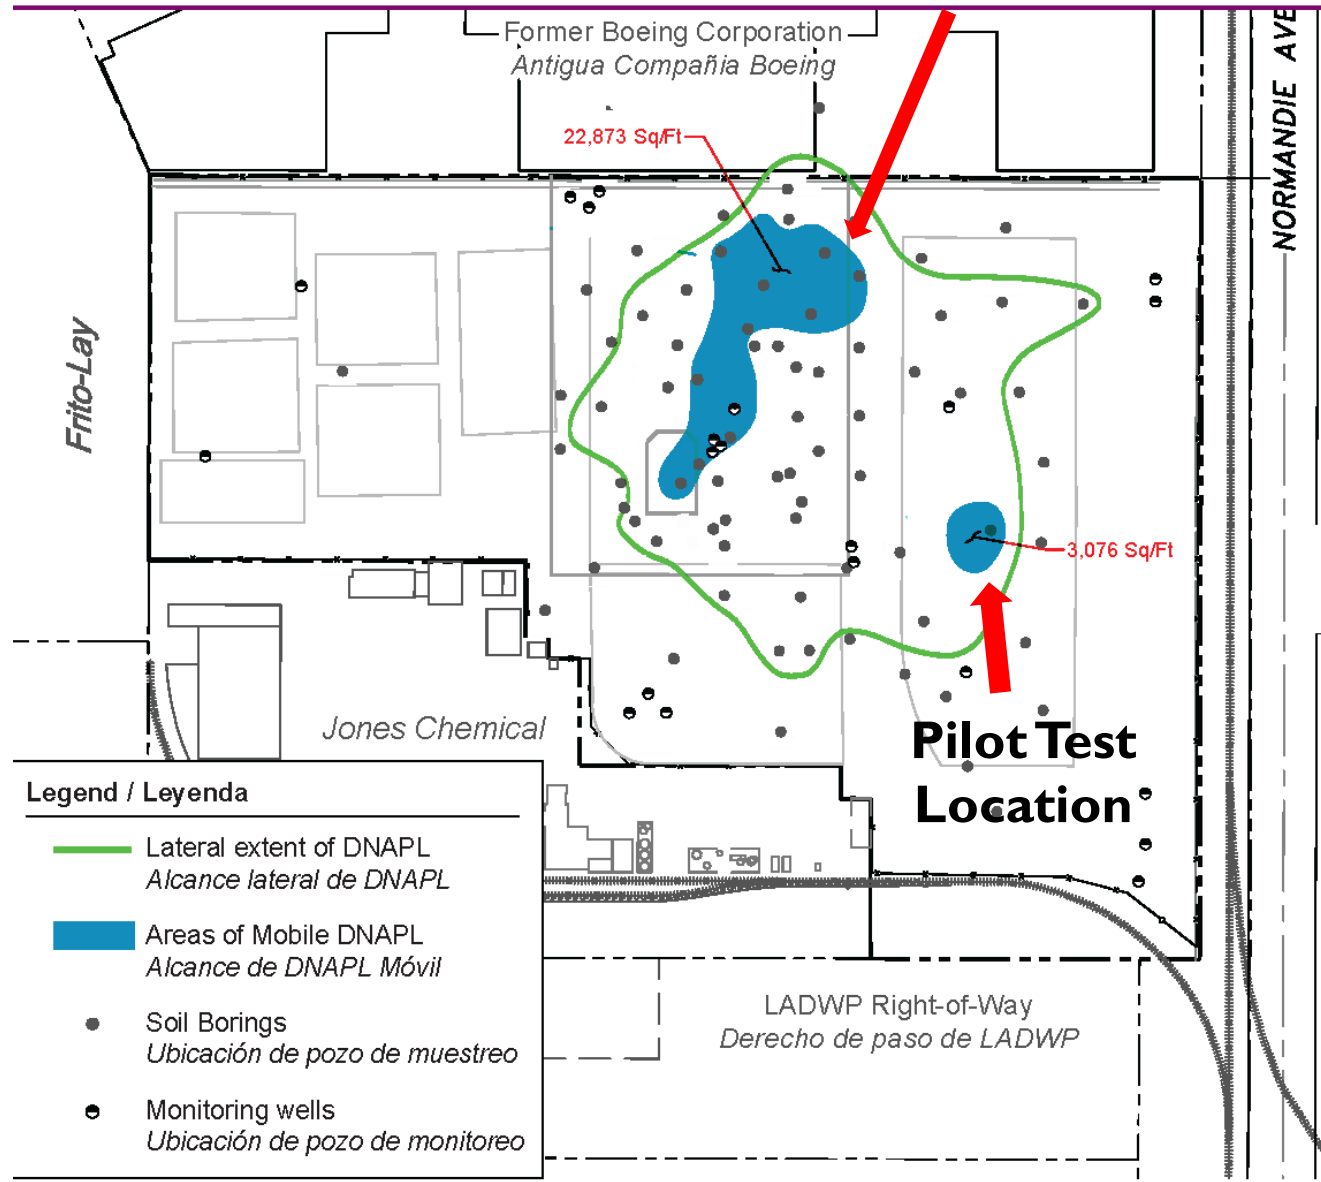 Former Boeing Corporation
Antigua Compañia Boeing
NORMANDIE AVE
22,873 Sq/Ft
Frito-Lay
3,076 Sq/Ft
Jones Chemical
Pilot Test
Location
Legend / Leyenda
Lateral extent of DNAPL
Alcance lateral de DNAPL
Areas of Mobile DNAPL
Alcance de DNAPL Móvil
Soil Borings
Ubicación de pozo de muestreo
Monitoring wells
Ubicación de pozo de monitoreo
LADWP Right-of-Way
Derecho de paso de LADWP